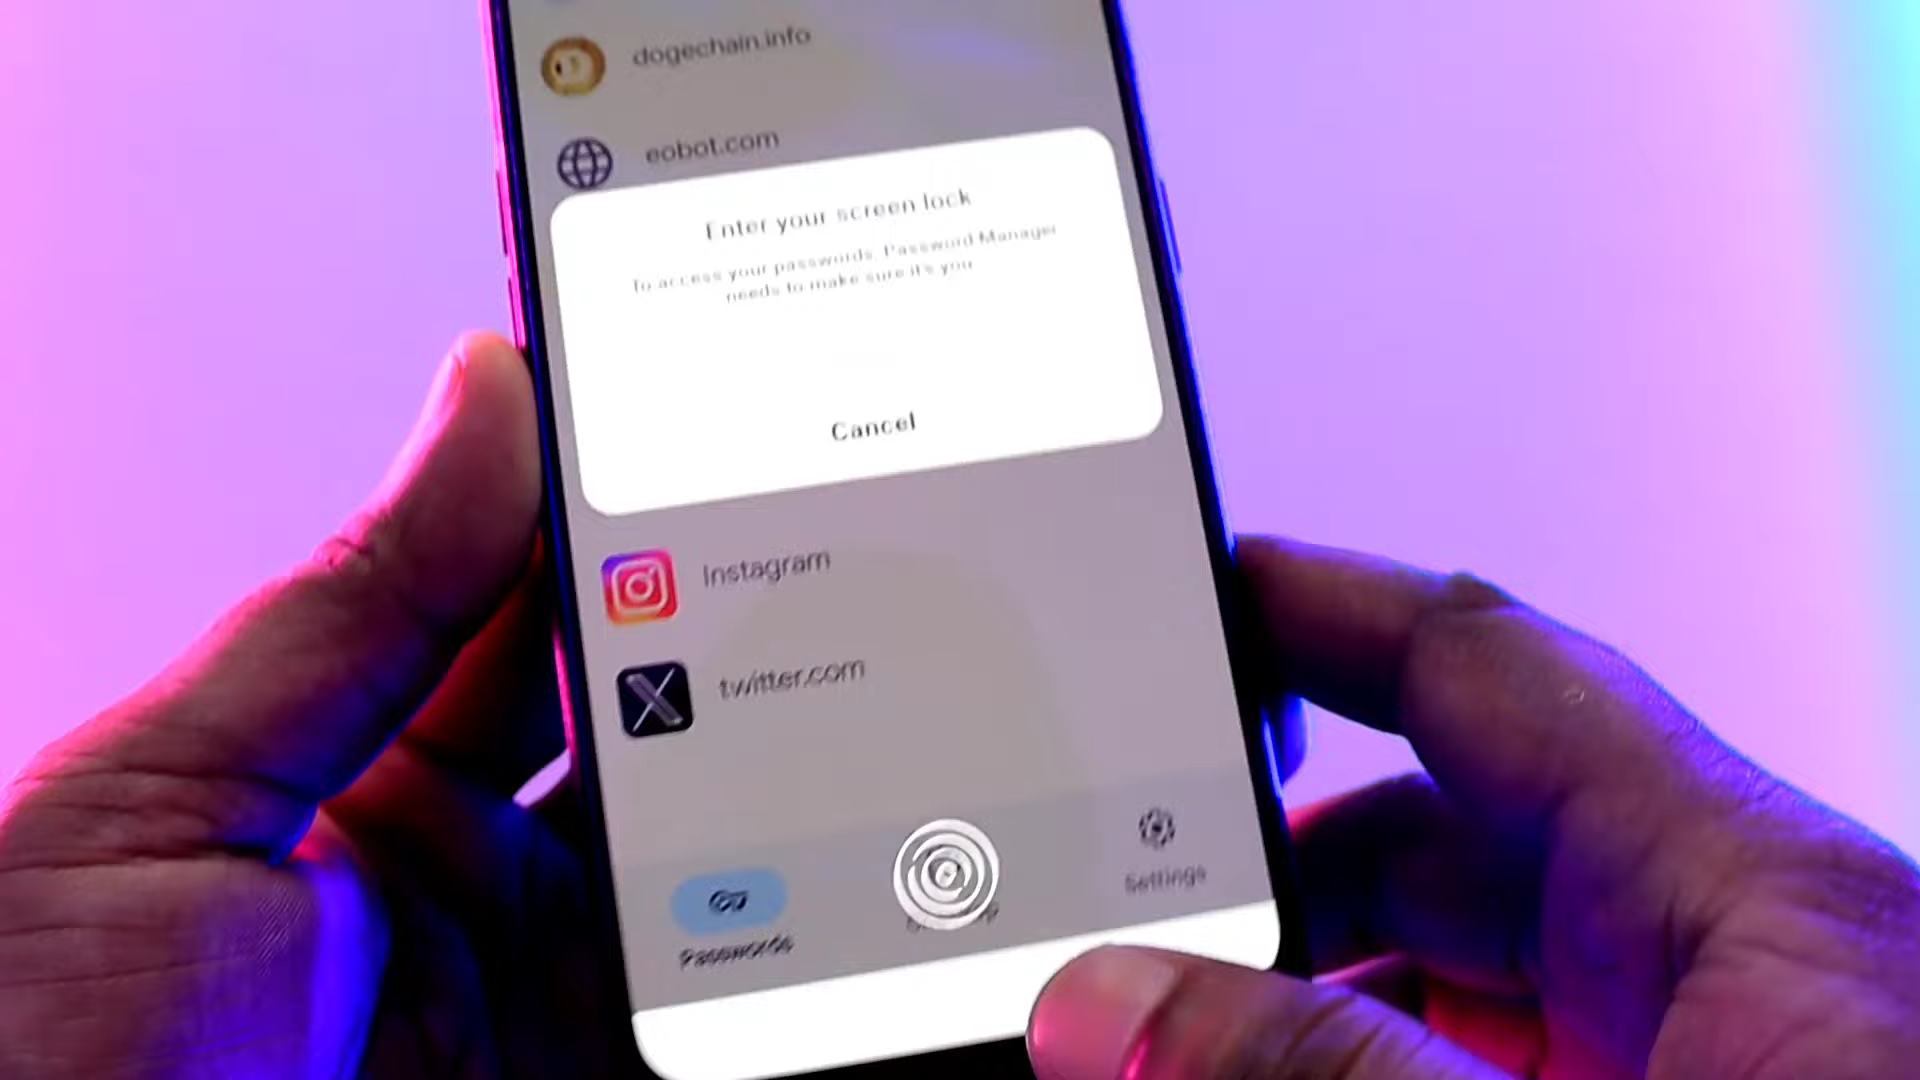 dogechain.info
eobot.com
Enter your screen lock
To access your passwords, Password Manager
needs to make sure it's you
Cancel
Instagram
twitter.com
Settings
Passwords